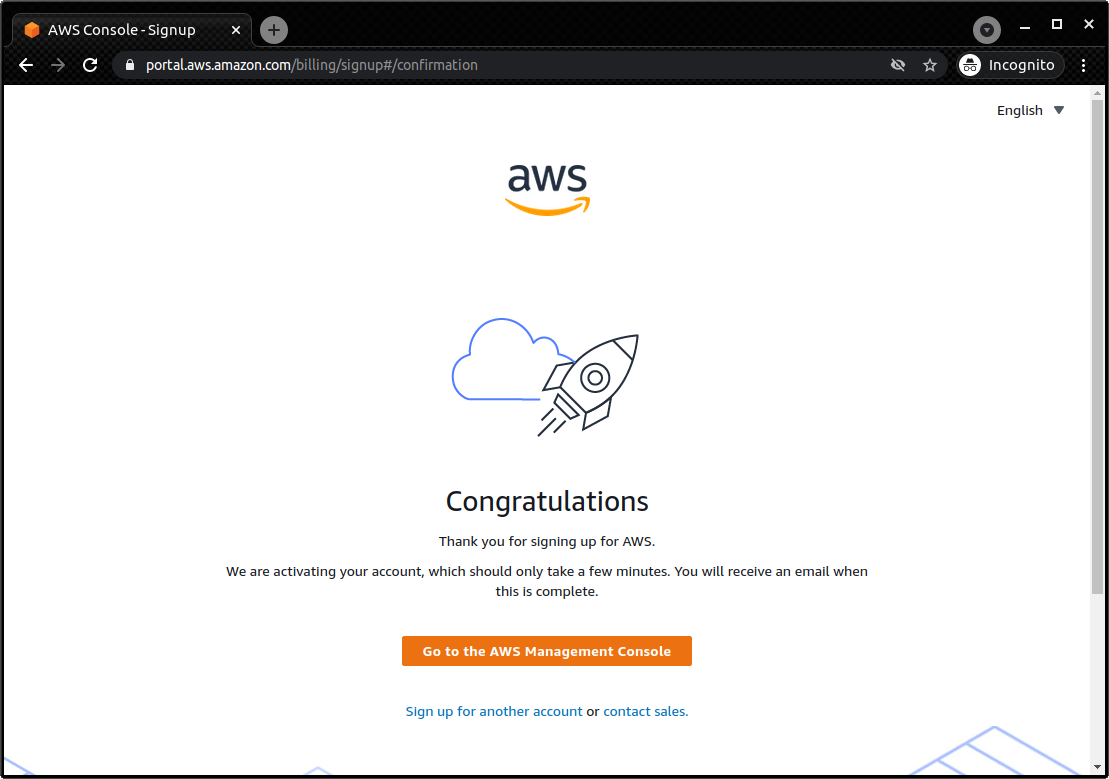 AWS Console - Signup
portal.aws.amazon.com/billing/signup#/confirmation
Incognito
English
aws
Congratulations
Thank you for signing up for AWS.
We are activating your account, which should only take a few minutes. You will receive an email when
this is complete.
Go to the AWS Management Console
Sign up for another account or contact sales.